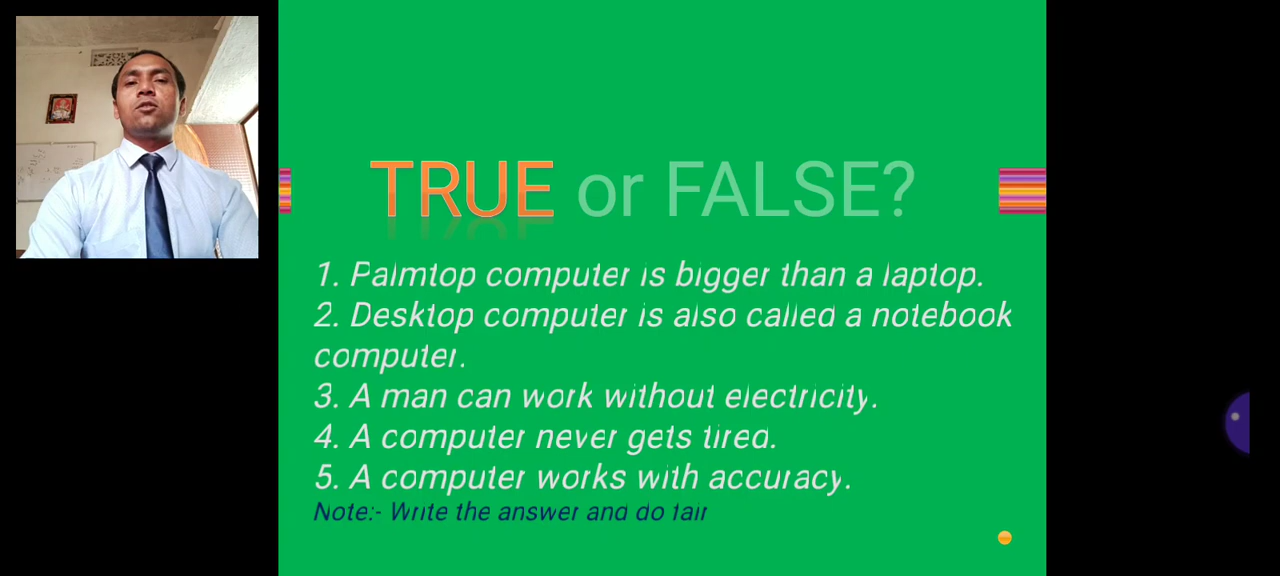 TRUE or FALSE?
1. Palmtop computer is bigger than a laptop.
2. Desktop computer is also called a notebook
computer.
3. A man can work without electricity.
4. A computer never gets tired.
5. A computer works with accuracy.
Note:- Write the answer and do fair